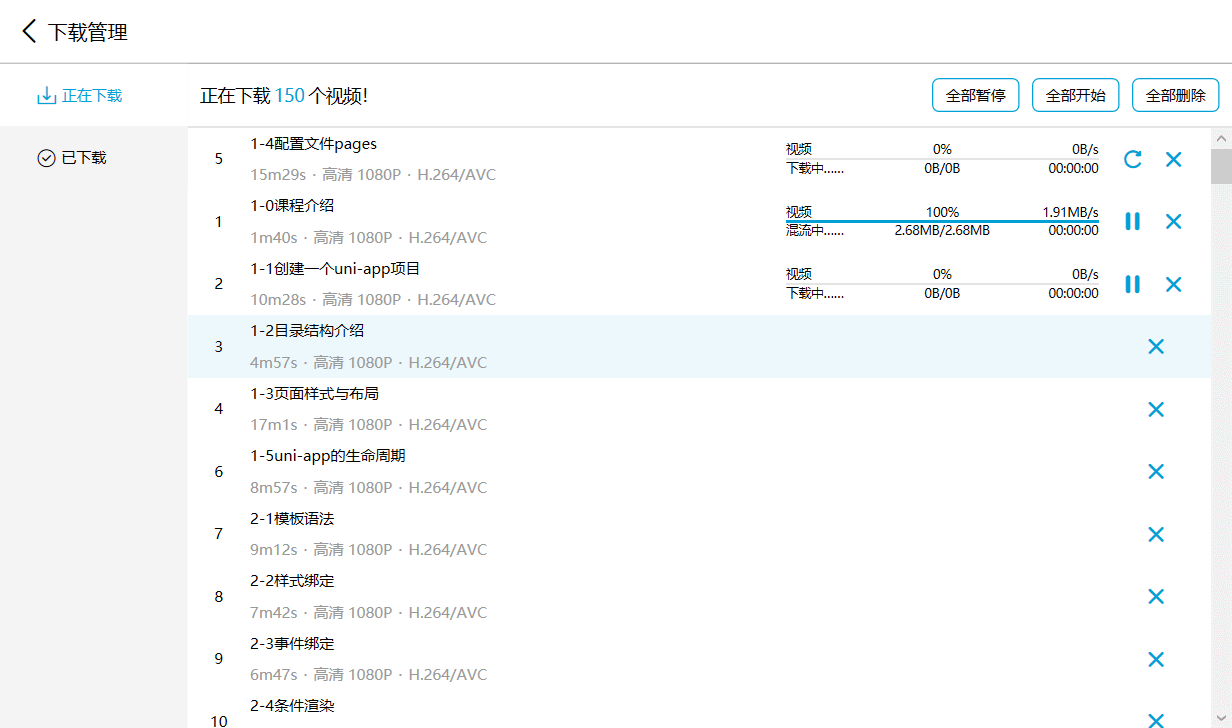 下载管理
正在下载
已下载
正在下载 150 个视频!
全部暂停
全部开始
全部删除
5
1-4配置文件pages
15m29s · 高清 1080P · H.264/AVC
视频 0% 0B/s
下载中...... 0B/0B 00:00:00
1
1-0课程介绍
1m40s · 高清 1080P · H.264/AVC
视频 100% 1.91MB/s
混流中...... 2.68MB/2.68MB 00:00:00
2
1-1创建一个uni-app项目
10m28s · 高清 1080P · H.264/AVC
视频 0% 0B/s
下载中...... 0B/0B 00:00:00
3
1-2目录结构介绍
4m57s · 高清 1080P · H.264/AVC
4
1-3页面样式与布局
17m1s · 高清 1080P · H.264/AVC
6
1-5uni-app的生命周期
8m57s · 高清 1080P · H.264/AVC
7
2-1模板语法
9m12s · 高清 1080P · H.264/AVC
8
2-2样式绑定
7m42s · 高清 1080P · H.264/AVC
9
2-3事件绑定
6m47s · 高清 1080P · H.264/AVC
10
2-4条件渲染